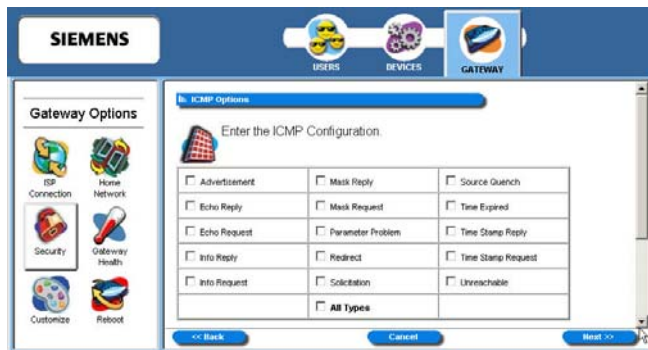 SIEMENS
USERS
DEVICES
GATEWAY
Gateway Options
ISP
Connection
Home
Network
Security
Gateway
Health
Customize
Reboot
ICMP Options
Enter the ICMP Configuration.
Advertisement
Mask Reply
Source Quench
Echo Reply
Mask Request
Time Expired
Echo Request
Parameter Problem
Time Stamp Reply
Info Reply
Redirect
Time Stamp Request
Info Request
Solicitation
Unreachable
All Types
<< Back
Cancel
Next >>